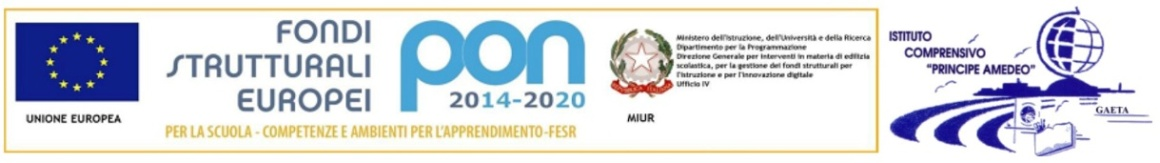 UNIONE EUROPEA
FONDI
STRUTTURALI
EUROPEI
pon
2014-2020
PER LA SCUOLA - COMPETENZE E AMBIENTI PER L'APPRENDIMENTO-FESR
MIUR
Ministero dell'Istruzione, dell'Università e della Ricerca
Dipartimento per la Programmazione
Direzione Generale per interventi in materia di edilizia
scolastica, per la gestione dei fondi strutturali per
l'istruzione e per l'innovazione digitale
Ufficio IV
ISTITUTO
COMPRENSIVO
"PRINCIPE AMEDEO"
GAETA